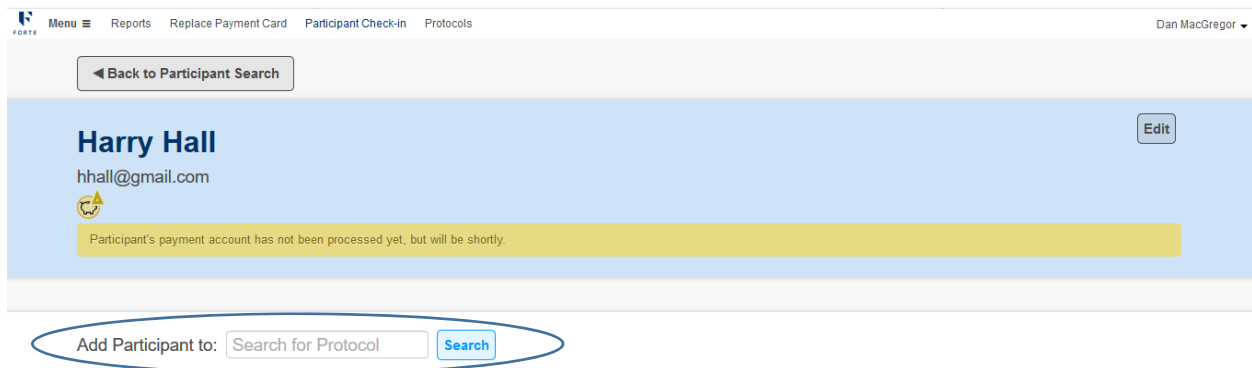 Menu ≡ Reports Replace Payment Card Participant Check-in Protocols Dan MacGregor
FORTE
◄ Back to Participant Search
Harry Hall
Edit
hhall@gmail.com
Participant's payment account has not been processed yet, but will be shortly.
Add Participant to: Search for Protocol Search